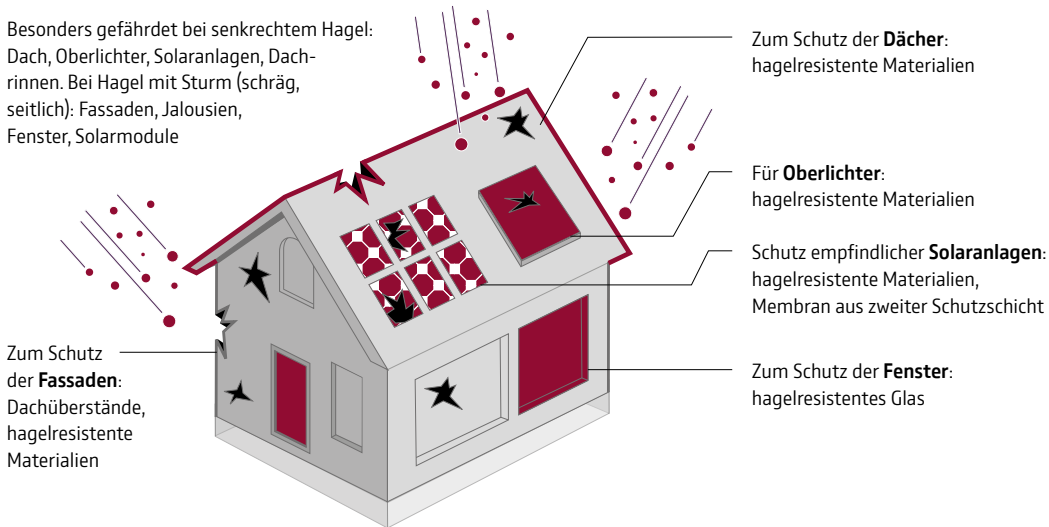 Besonders gefährdet bei senkrechtem Hagel:
Dach, Oberlichter, Solaranlagen, Dach-
rinnen. Bei Hagel mit Sturm (schräg,
seitlich): Fassaden, Jalousien,
Fenster, Solarmodule
Zum Schutz der Dächer:
hagelresistente Materialien
Für Oberlichter:
hagelresistente Materialien
Schutz empfindlicher Solaranlagen:
hagelresistente Materialien,
Membran aus zweiter Schutzschicht
Zum Schutz der Fenster:
hagelresistentes Glas
Zum Schutz
der Fassaden:
Dachüberstände,
hagelresistente
Materialien